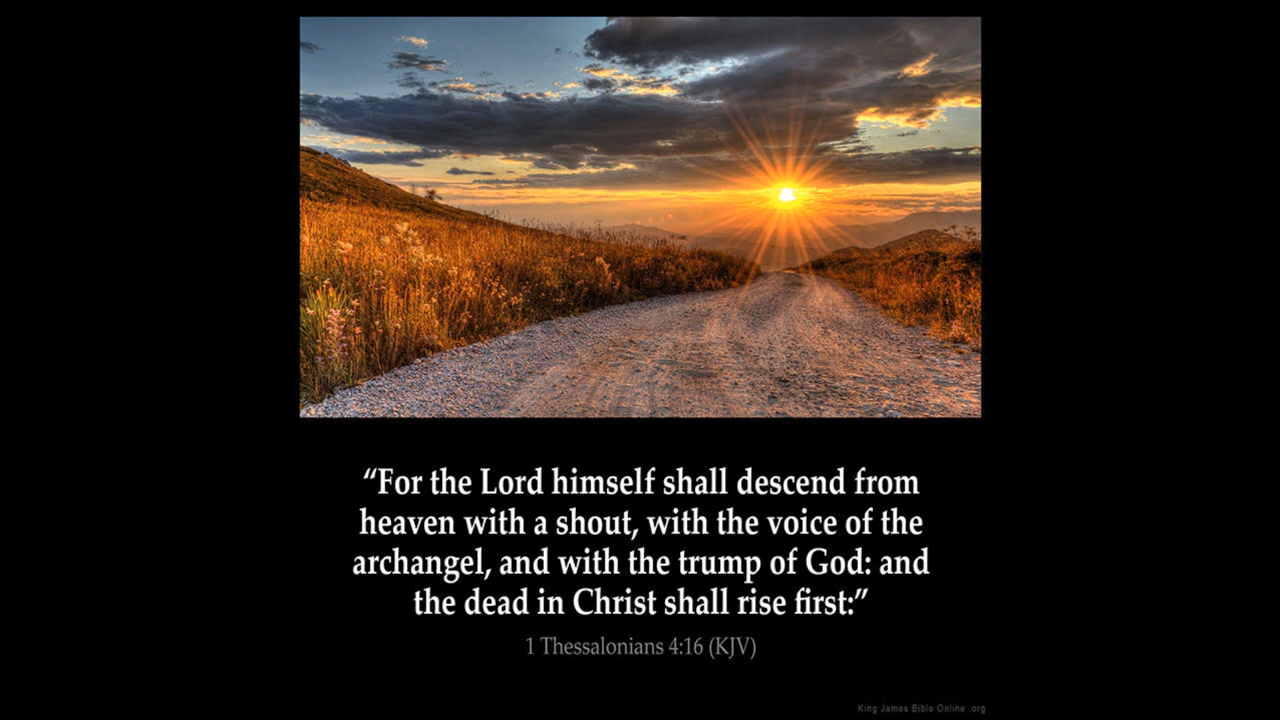 “For the Lord himself shall descend from
heaven with a shout, with the voice of the
archangel, and with the trump of God: and
the dead in Christ shall rise first:”
1 Thessalonians 4:16 (KJV)
King James Bible Online .org